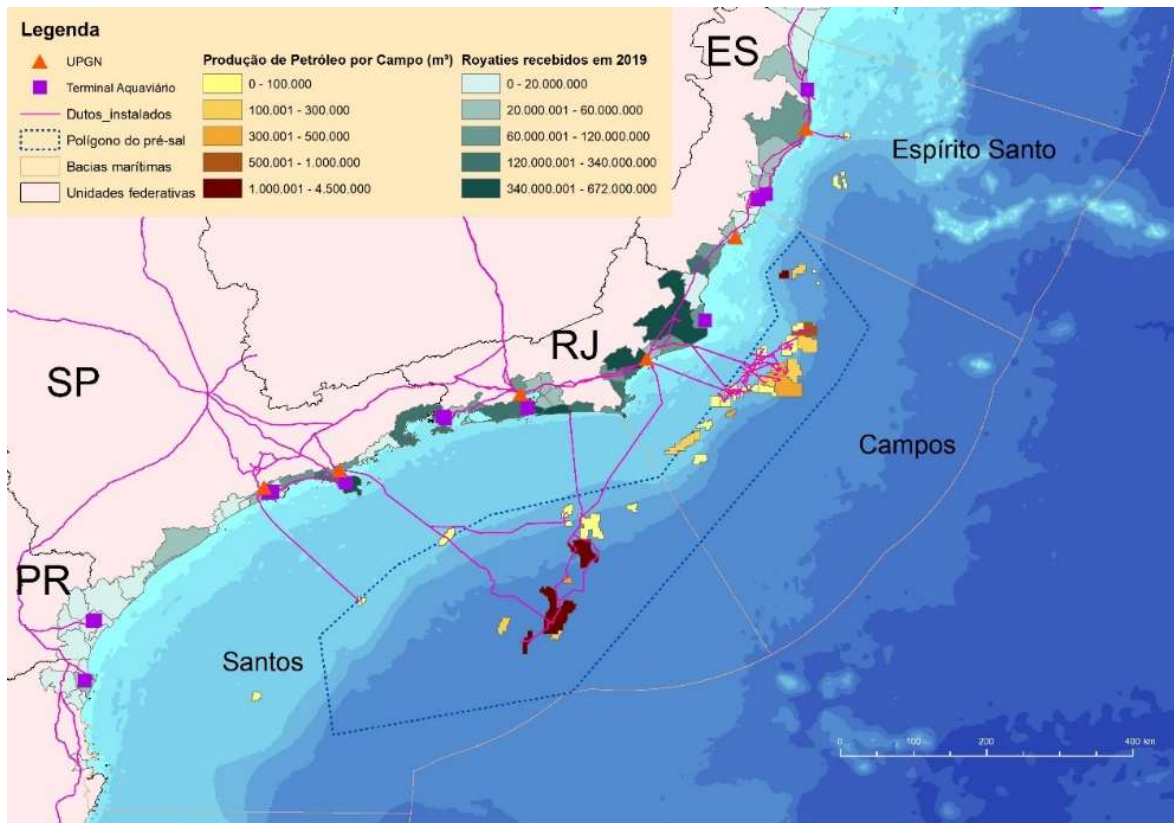 Legenda
UPGN
Terminal Aquaviário
Dutos_instalados
Polígono do pré-sal
Bacias marítimas
Unidades federativas
Produção de Petróleo por Campo (m³)
0 - 100.000
100.001 - 300.000
300.001 - 500.000
500.001 - 1.000.000
1.000.001 - 4.500.000
Royaties recebidos em 2019
0 - 20.000.000
20.000.001 - 60.000.000
60.000.001 - 120.000.000
120.000.001 - 340.000.000
340.000.001 - 672.000.000
ES
Espírito Santo
RJ
SP
Campos
PR
Santos
0 100 200 400 km